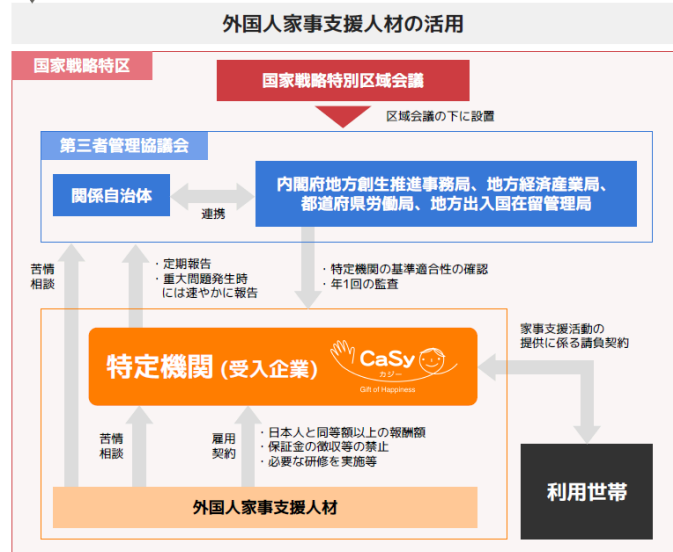 外国人家事支援人材の活用
国家戦略特区
国家戦略特別区域会議
区域会議の下に設置
第三者管理協議会
関係自治体
連携
内閣府地方創生推進事務局、地方経済産業局、
都道府県労働局、地方出入国在留管理局
苦情
相談
・定期報告
・重大問題発生時
には速やかに報告
・特定機関の基準適合性の確認
・年1回の監査
特定機関 (受入企業)
CaSy
カジー
Gift of Happiness
家事支援活動の
提供に係る請負契約
苦情
相談
雇用
契約
・日本人と同等額以上の報酬額
・保証金の徴収等の禁止
・必要な研修を実施等
外国人家事支援人材
利用世帯